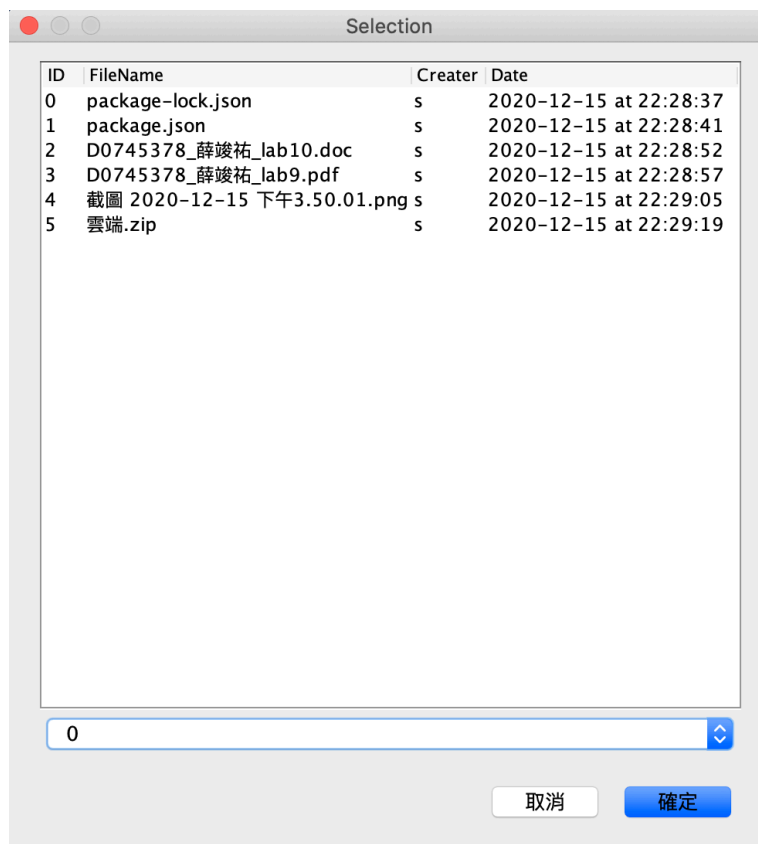 Selection
ID FileName Creater Date
0 package-lock.json s 2020-12-15 at 22:28:37
1 package.json s 2020-12-15 at 22:28:41
2 D0745378_薛竣祐_lab10.doc s 2020-12-15 at 22:28:52
3 D0745378_薛竣祐_lab9.pdf s 2020-12-15 at 22:28:57
4 截圖 2020-12-15 下午3.50.01.png s 2020-12-15 at 22:29:05
5 雲端.zip s 2020-12-15 at 22:29:19
0
取消 確定